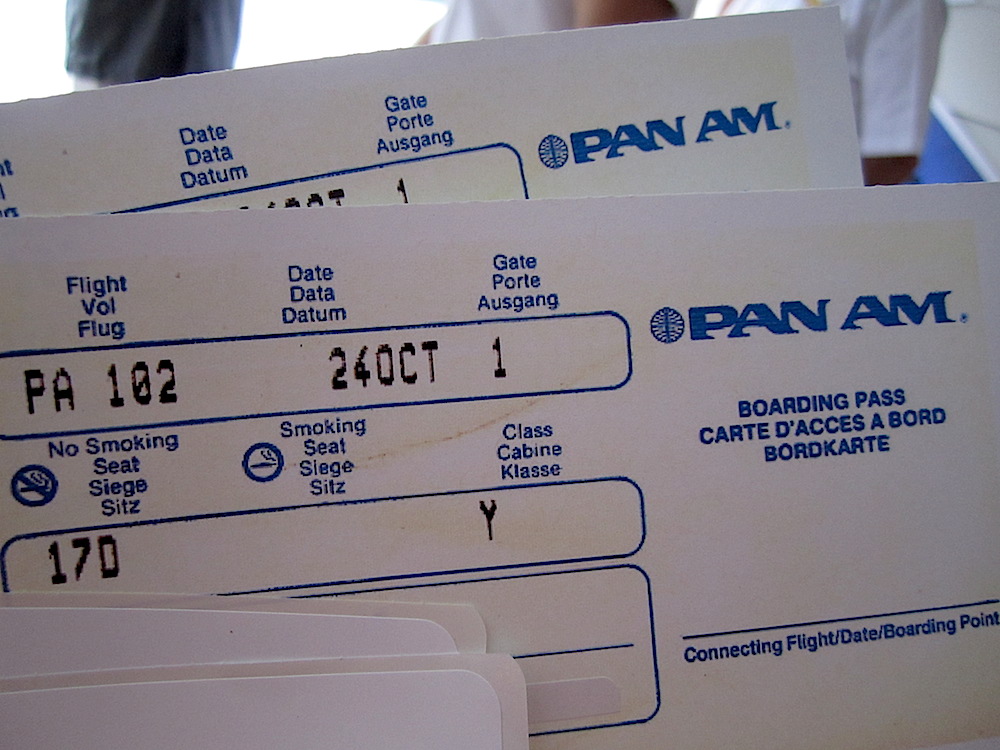 Date
Data
Datum
Gate
Porte
Ausgang
PAN AM.
1
Flight
Vol
Flug
Date
Data
Datum
Gate
Porte
Ausgang
PAN AM.
PA 102 24OCT 1
BOARDING PASS
CARTE D'ACCES A BORD
BORDKARTE
No Smoking
Seat
Siege
Sitz
Smoking
Seat
Siege
Sitz
Class
Cabine
Klasse
17D Y
Connecting Flight/Date/Boarding Point